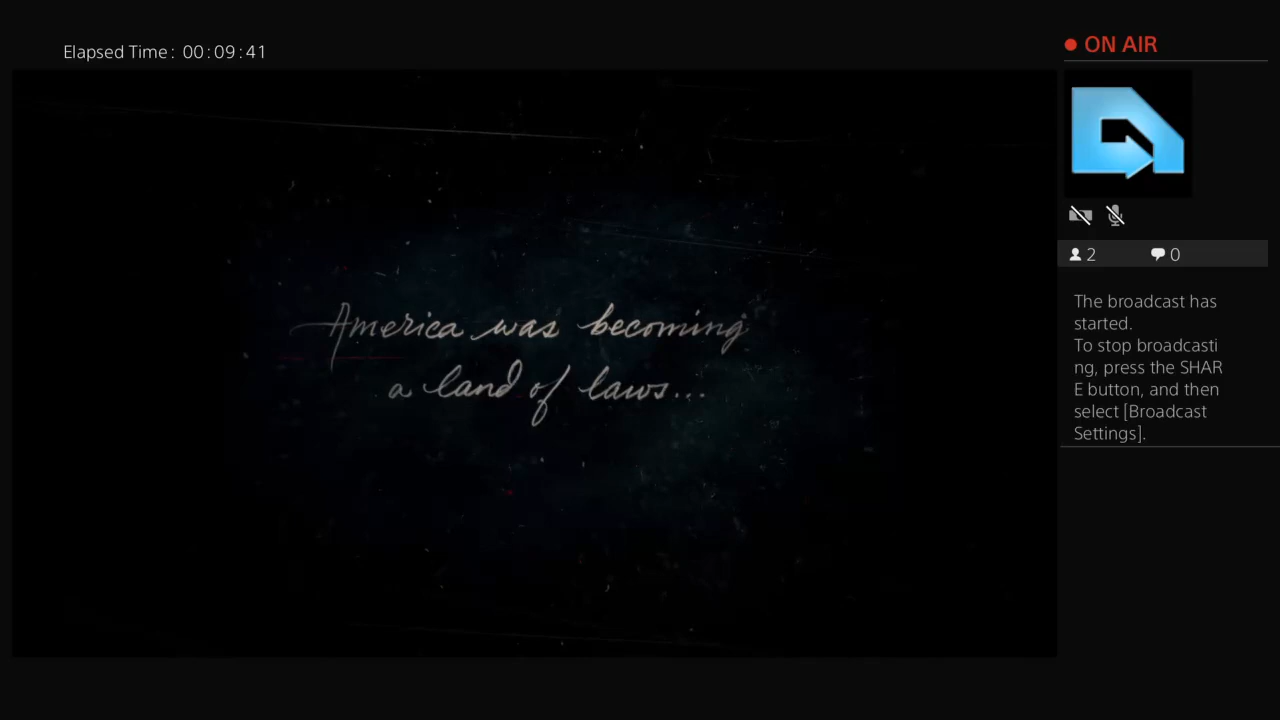 Elapsed Time: 00:09:41
ON AIR
America was becoming
a land of laws...
2
0
The broadcast has
started.
To stop broadcasti
ng, press the SHAR
E button, and then
select [Broadcast
Settings].